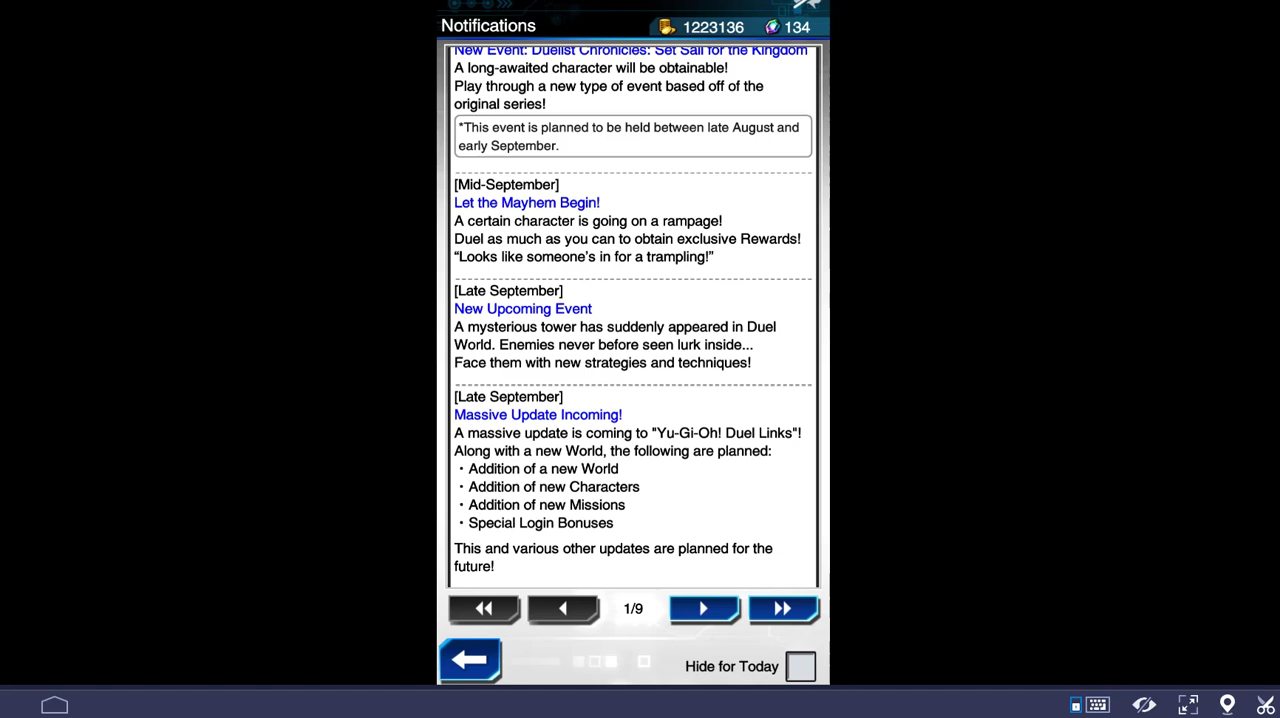 Notifications
1223136
134
New Event: Duelist Chronicles: Set Sail for the Kingdom
A long-awaited character will be obtainable!
Play through a new type of event based off of the
original series!
*This event is planned to be held between late August and
early September.
[Mid-September]
Let the Mayhem Begin!
A certain character is going on a rampage!
Duel as much as you can to obtain exclusive Rewards!
“Looks like someone’s in for a trampling!”
[Late September]
New Upcoming Event
A mysterious tower has suddenly appeared in Duel
World. Enemies never before seen lurk inside...
Face them with new strategies and techniques!
[Late September]
Massive Update Incoming!
A massive update is coming to "Yu-Gi-Oh! Duel Links"!
Along with a new World, the following are planned:
・Addition of a new World
・Addition of new Characters
・Addition of new Missions
・Special Login Bonuses
This and various other updates are planned for the
future!
1/9
Hide for Today